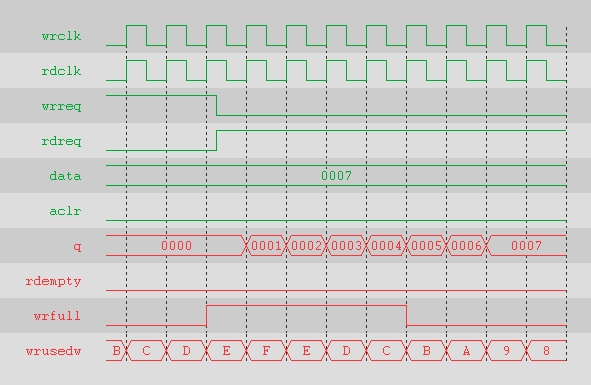 wrclk
rdclk
wrreq
rdreq
data 0007
aclr
q 0000 0001 0002 0003 0004 0005 0006 0007
rdempty
wrfull
wrusedw B C D E F E D C B A 9 8